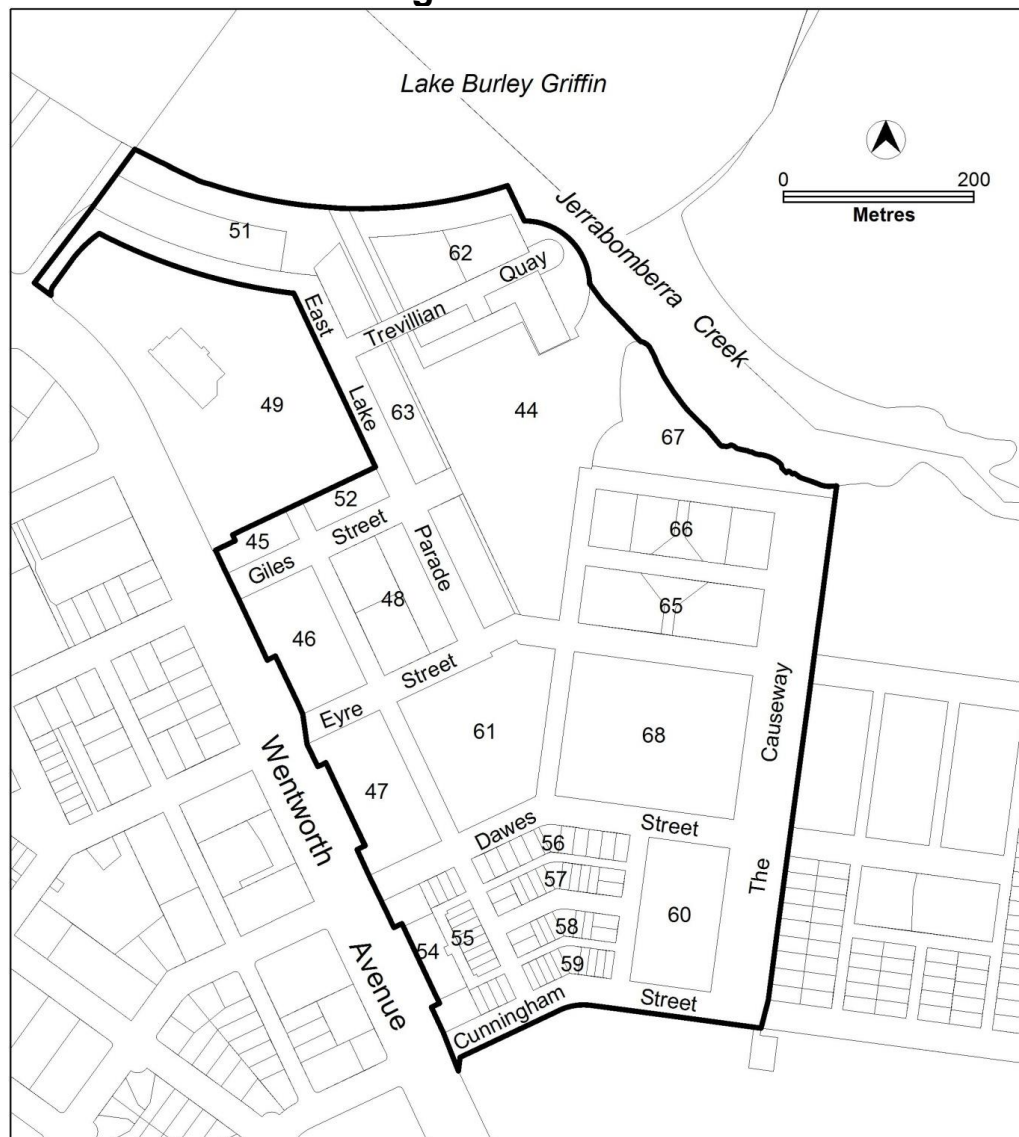 Lake Burley Griffin
0 200
Metres
Jerrabomberra Creek
51
62
Quay
Trevillian
East Lake Parade
49
63
44
67
52
45
Giles Street
66
48
65
46
Eyre Street
61
68
Wentworth Avenue
47
The Causeway
Dawes Street
56
57
60
58
55
54
59
Cunningham Street